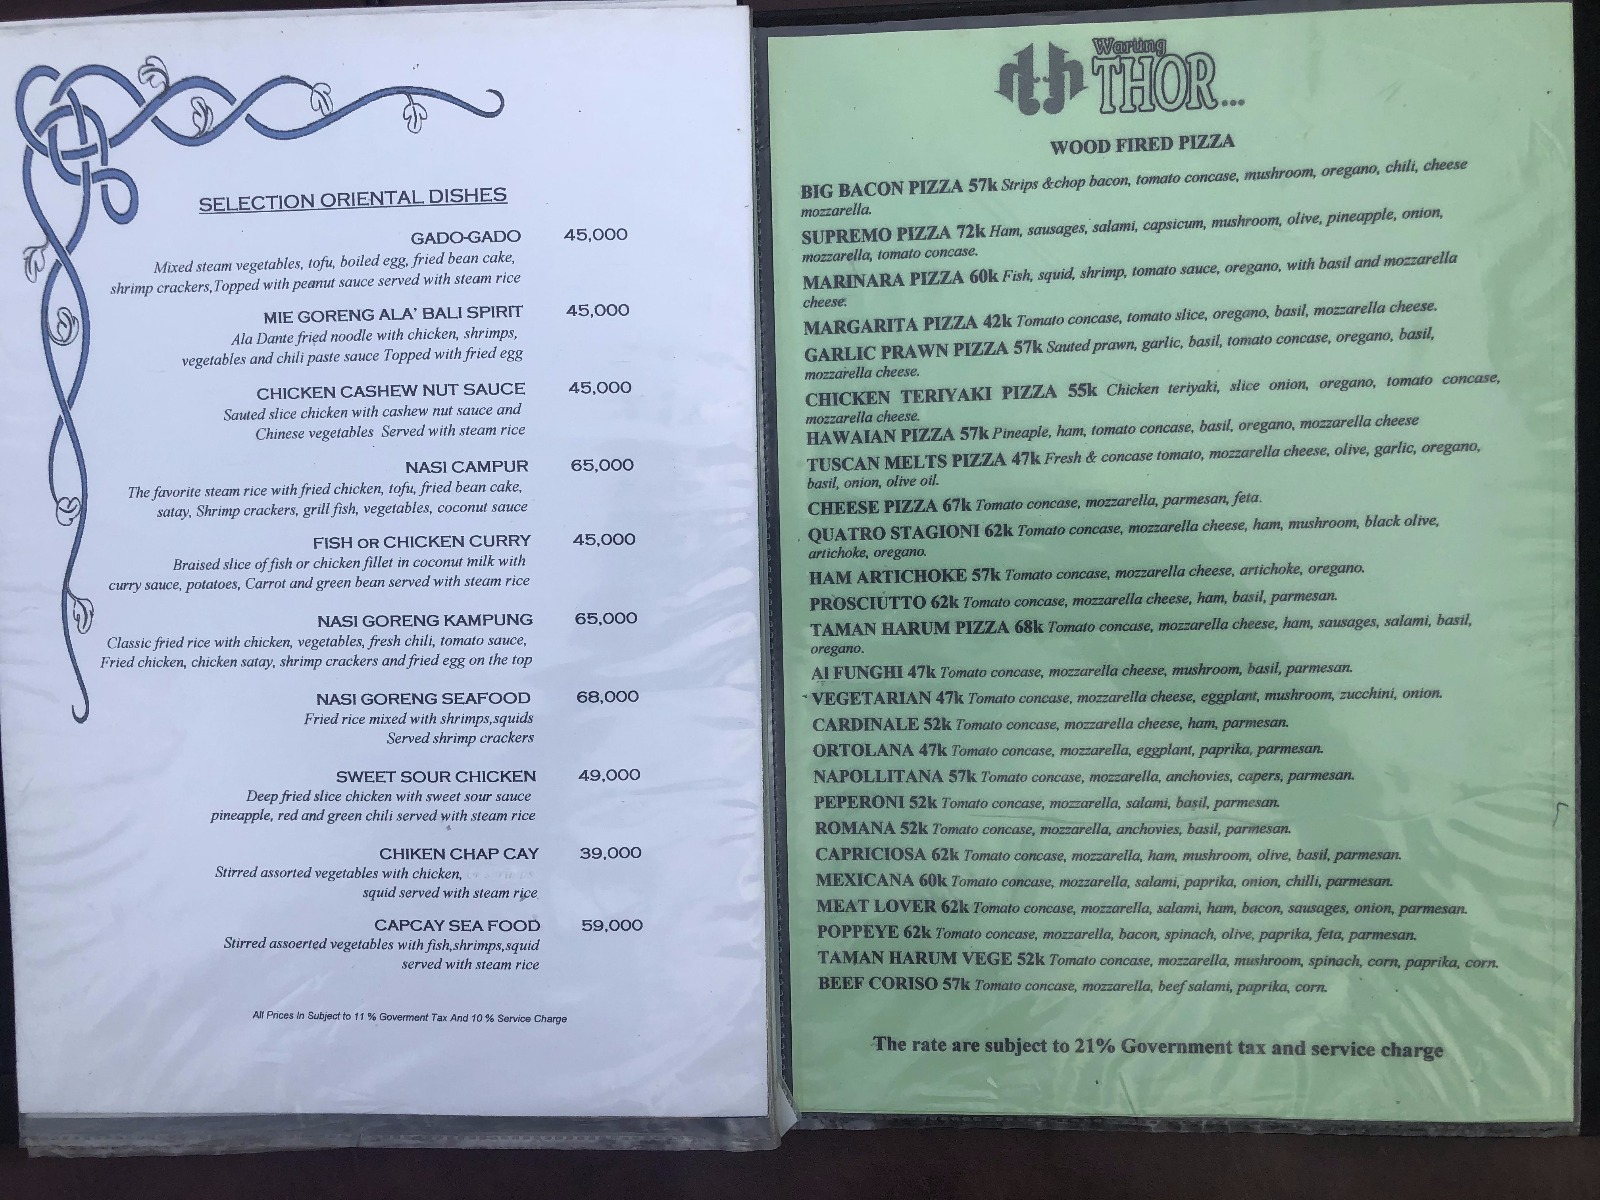 SELECTION ORIENTAL DISHES
GADO-GADO 45,000
Mixed steam vegetables, tofu, boiled egg, fried bean cake,
shrimp crackers,Topped with peanut sauce served with steam rice
MIE GORENG ALA' BALI SPIRIT 45,000
Ala Dante fried noodle with chicken, shrimps,
vegetables and chili paste sauce Topped with fried egg
CHICKEN CASHEW NUT SAUCE 45,000
Sauted slice chicken with cashew nut sauce and
Chinese vegetables Served with steam rice
NASI CAMPUR 65,000
The favorite steam rice with fried chicken, tofu, fried bean cake,
satay, Shrimp crackers, grill fish, vegetables, coconut sauce
FISH OR CHICKEN CURRY 45,000
Braised slice of fish or chicken fillet in coconut milk with
curry sauce, potatoes, Carrot and green bean served with steam rice
NASI GORENG KAMPUNG 65,000
Classic fried rice with chicken, vegetables, fresh chili, tomato sauce,
Fried chicken, chicken satay, shrimp crackers and fried egg on the top
NASI GORENG SEAFOOD 68,000
Fried rice mixed with shrimps,squids
Served shrimp crackers
SWEET SOUR CHICKEN 49,000
Deep fried slice chicken with sweet sour sauce
pineapple, red and green chili served with steam rice
CHIKEN CHAP CAY 39,000
Stirred assorted vegetables with chicken,
squid served with steam rice
CAPCAY SEA FOOD 59,000
Stirred assoerted vegetables with fish,shrimps,squid
served with steam rice
All Prices In Subject to 11 % Goverment Tax And 10 % Service Charge
Warung
THOR...
WOOD FIRED PIZZA
BIG BACON PIZZA 57k Strips &chop bacon, tomato concase, mushroom, oregano, chili, cheese
mozzarella.
SUPREMO PIZZA 72k Ham, sausages, salami, capsicum, mushroom, olive, pineapple, onion,
mozzarella, tomato concase.
MARINARA PIZZA 60k Fish, squid, shrimp, tomato sauce, oregano, with basil and mozzarella
cheese.
MARGARITA PIZZA 42k Tomato concase, tomato slice, oregano, basil, mozzarella cheese.
GARLIC PRAWN PIZZA 57k Sauted prawn, garlic, basil, tomato concase, oregano, basil,
mozzarella cheese.
CHICKEN TERIYAKI PIZZA 55k Chicken teriyaki, slice onion, oregano, tomato concase,
mozzarella cheese.
HAWAIAN PIZZA 57k Pineaple, ham, tomato concase, basil, oregano, mozzarella cheese
TUSCAN MELTS PIZZA 47k Fresh & concase tomato, mozzarella cheese, olive, garlic, oregano,
basil, onion, olive oil.
CHEESE PIZZA 67k Tomato concase, mozzarella, parmesan, feta.
QUATRO STAGIONI 62k Tomato concase, mozzarella cheese, ham, mushroom, black olive,
artichoke, oregano.
HAM ARTICHOKE 57k Tomato concase, mozzarella cheese, artichoke, oregano.
PROSCIUTTO 62k Tomato concase, mozzarella cheese, ham, basil, parmesan.
TAMAN HARUM PIZZA 68k Tomato concase, mozzarella cheese, ham, sausages, salami, basil,
oregano.
AI FUNGHI 47k Tomato concase, mozzarella cheese, mushroom, basil, parmesan.
VEGETARIAN 47k Tomato concase, mozzarella cheese, eggplant, mushroom, zucchini, onion.
CARDINALE 52k Tomato concase, mozzarella cheese, ham, parmesan.
ORTOLANA 47k Tomato concase, mozzarella, eggplant, paprika, parmesan.
NAPOLLITANA 57k Tomato concase, mozzarella, anchovies, capers, parmesan.
PEPERONI 52k Tomato concase, mozzarella, salami, basil, parmesan.
ROMANA 52k Tomato concase, mozzarella, anchovies, basil, parmesan.
CAPRICIOSA 62k Tomato concase, mozzarella, ham, mushroom, olive, basil, parmesan.
MEXICANA 60k Tomato concase, mozzarella, salami, paprika, onion, chilli, parmesan.
MEAT LOVER 62k Tomato concase, mozzarella, salami, ham, bacon, sausages, onion, parmesan.
POPPEYE 62k Tomato concase, mozzarella, bacon, spinach, olive, paprika, feta, parmesan.
TAMAN HARUM VEGE 52k Tomato concase, mozzarella, mushroom, spinach, corn, paprika, corn.
BEEF CORISO 57k Tomato concase, mozzarella, beef salami, paprika, corn.
The rate are subject to 21% Government tax and service charge